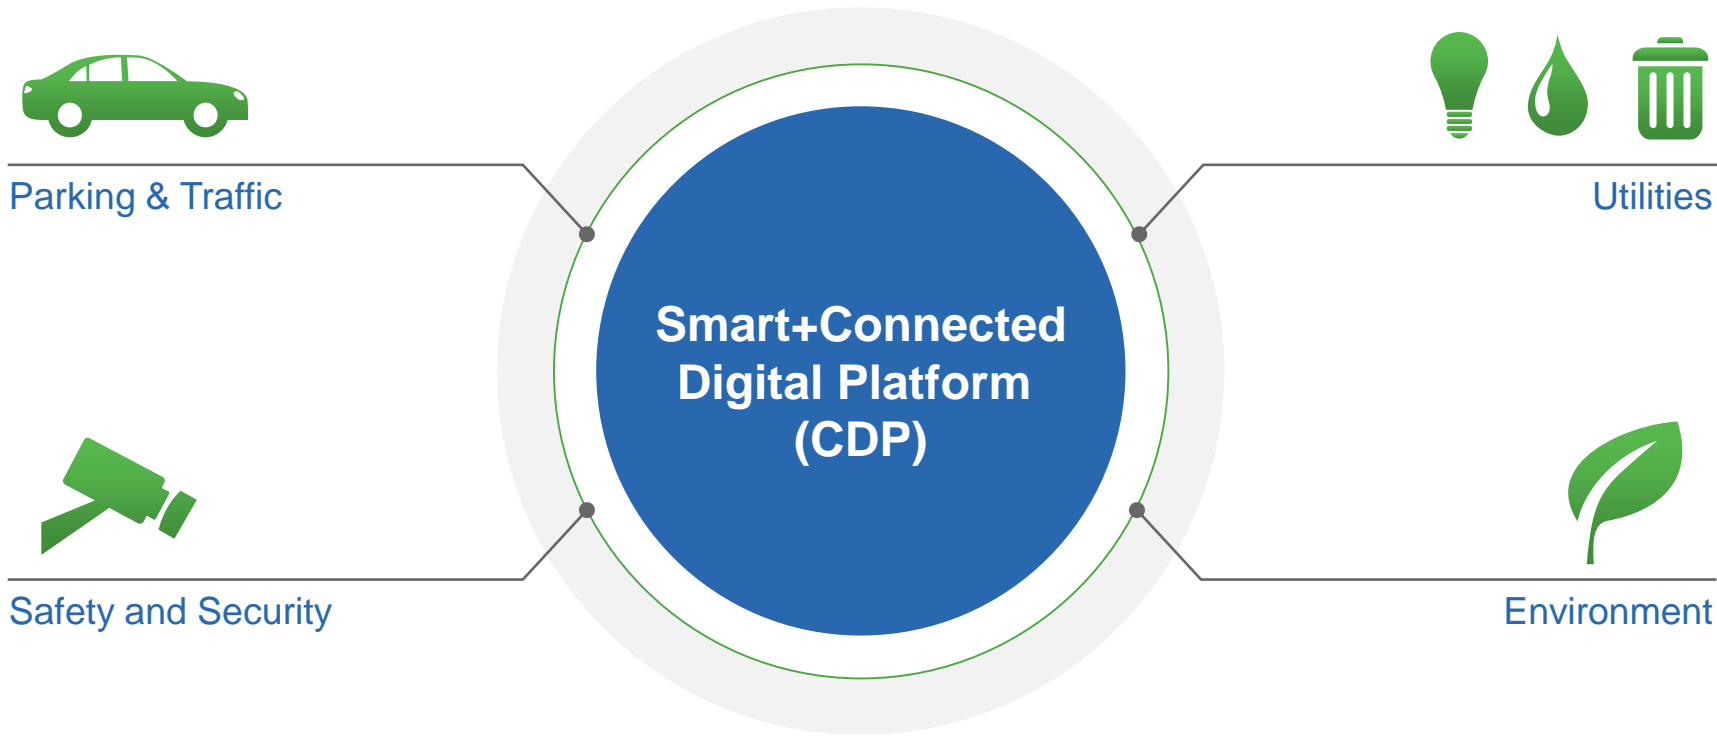 Parking & Traffic
Utilities
Smart+Connected
Digital Platform
(CDP)
Safety and Security
Environment